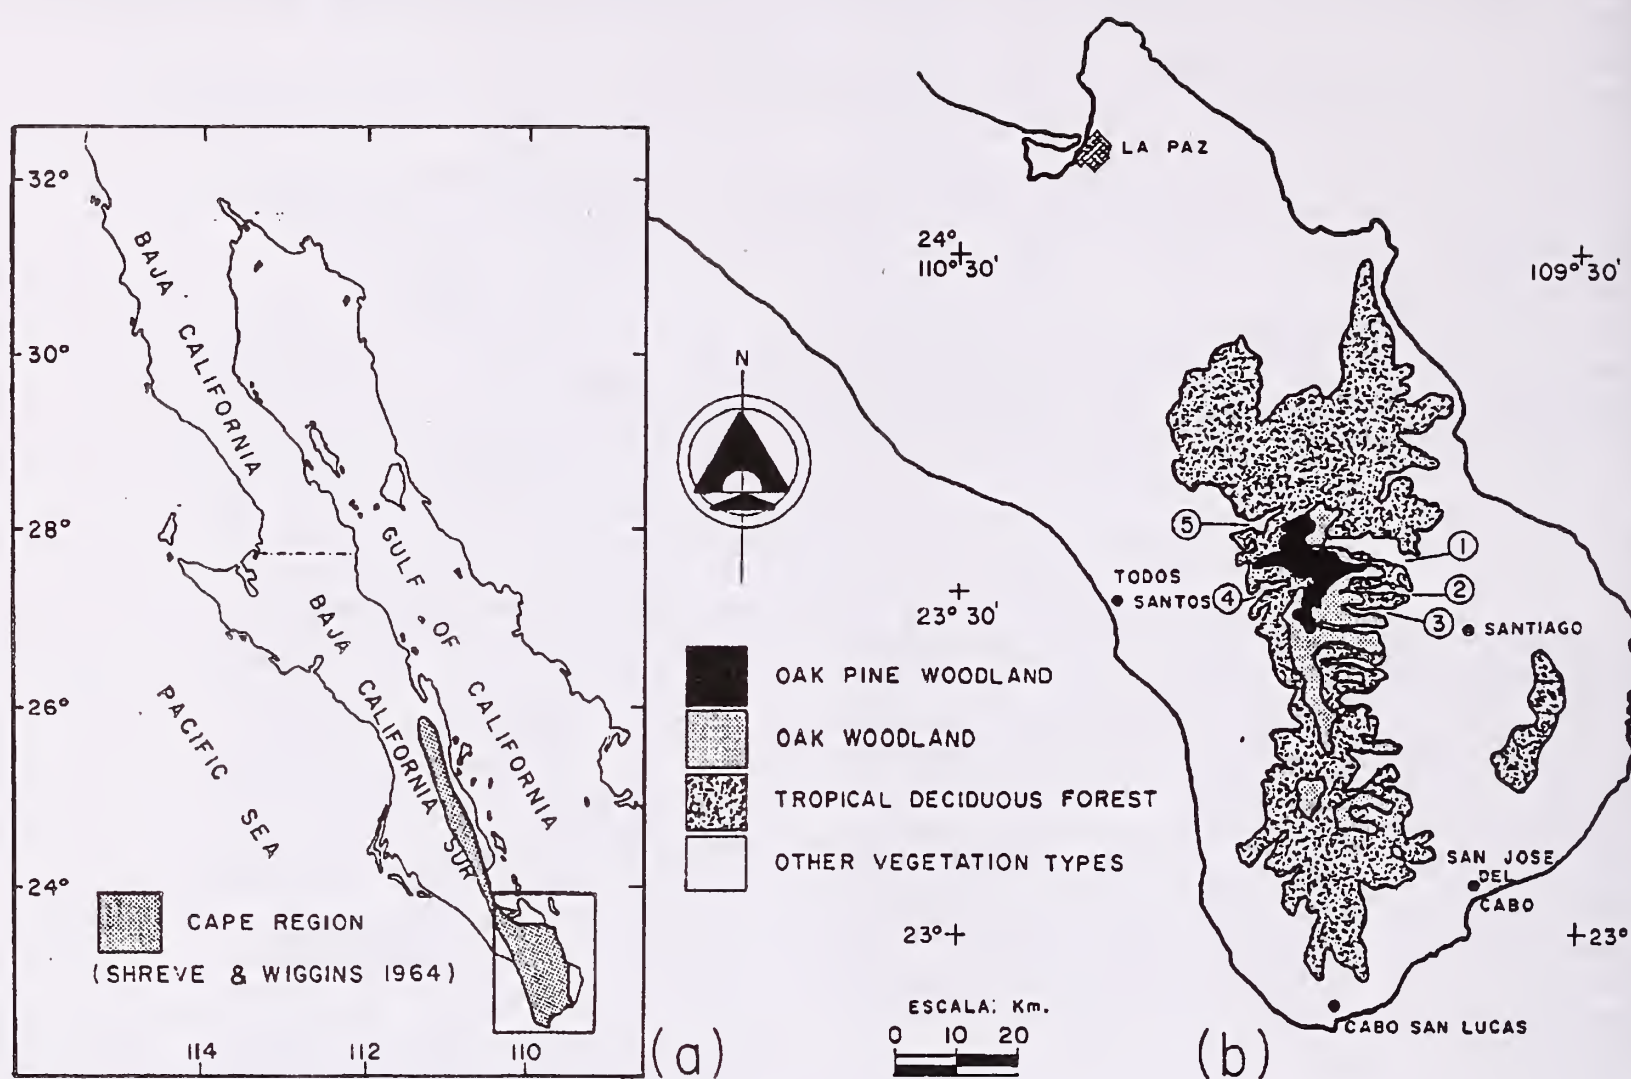 32°
30°
28°
26°
24°
114
112
110
BAJA CALIFORNIA
GULF OF CALIFORNIA
BAJA CALIFORNIA SUR
PACIFIC SEA
CAPE REGION
(SHREVE & WIGGINS 1964)
(a)
N
OAK PINE WOODLAND
OAK WOODLAND
TROPICAL DECIDUOUS FOREST
OTHER VEGETATION TYPES
ESCALA: Km.
0 10 20
(b)
LA PAZ
24°
110° 30'
109° 30'
5
1
2
3
4
TODOS
SANTOS
SANTIAGO
23° 30'
SAN JOSE
DEL
CABO
23°
23°
CABO SAN LUCAS